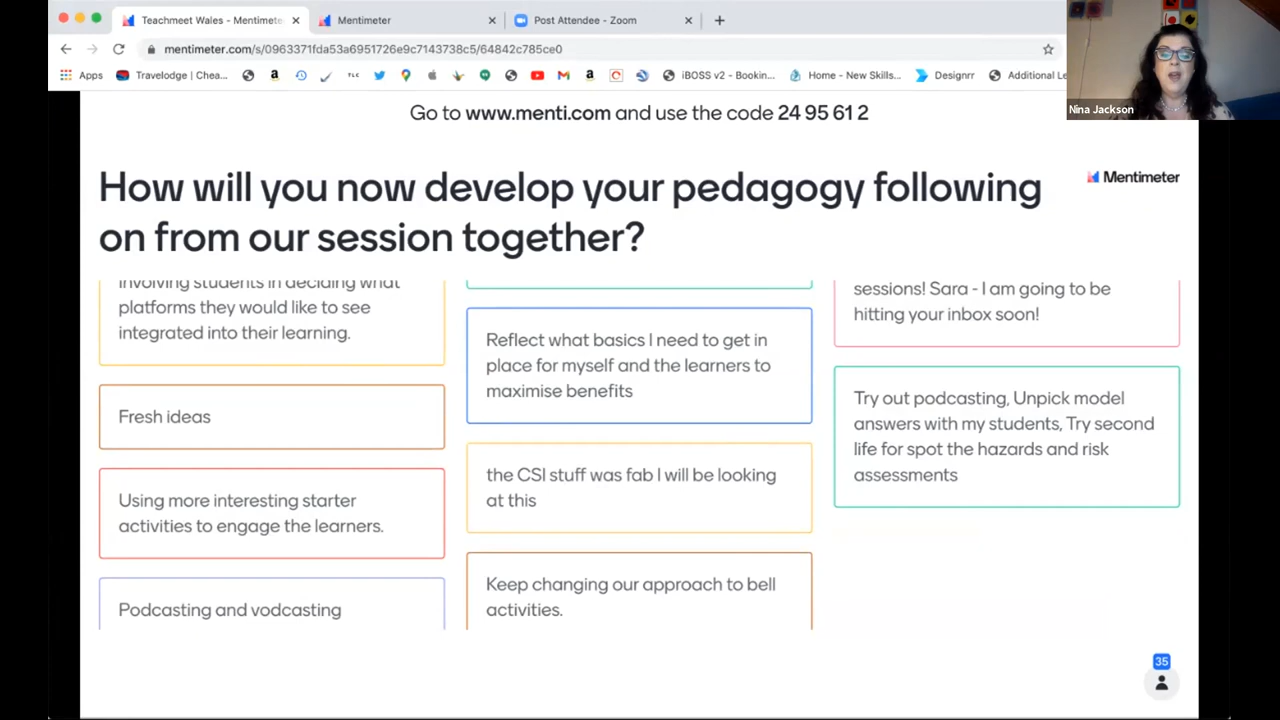 Teachmeet Wales - Mentimete
Mentimeter
Post Attendee - Zoom
mentimeter.com/s/0963371fda53a6951726e9c7143738c5/64842c785ce0
Apps
Travelodge | Chea...
TLC
iBOSS v2 - Bookin...
Home - New Skills...
Designrr
Additional Le
Nina Jackson
Go to www.menti.com and use the code 24 95 61 2
How will you now develop your pedagogy following
on from our session together?
Mentimeter
Involving students in deciding what
platforms they would like to see
integrated into their learning.
Fresh ideas
Using more interesting starter
activities to engage the learners.
Podcasting and vodcasting
Reflect what basics I need to get in
place for myself and the learners to
maximise benefits
the CSI stuff was fab I will be looking
at this
Keep changing our approach to bell
activities.
sessions! Sara - I am going to be
hitting your inbox soon!
Try out podcasting, Unpick model
answers with my students, Try second
life for spot the hazards and risk
assessments
35